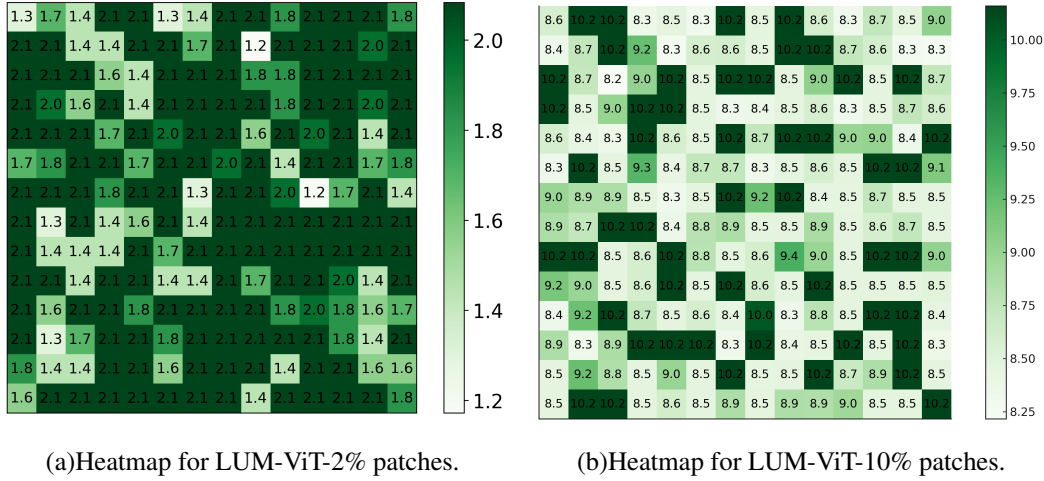 1.3 1.7 1.4 2.1 2.1 1.3 1.4 2.1 1.8 2.1 2.1 2.1 2.1 1.8
2.1 2.1 1.4 1.4 2.1 2.1 1.7 2.1 1.2 2.1 2.1 2.1 2.0 2.1
2.1 2.1 2.1 1.6 1.4 2.1 2.1 2.1 1.8 1.8 2.1 2.1 2.1 2.1
2.1 2.0 1.6 2.1 1.4 2.1 2.1 2.1 2.1 1.8 2.1 2.1 2.0 2.1
2.1 2.1 2.1 1.7 2.1 2.0 2.1 2.1 1.6 2.1 2.0 2.1 1.4 2.1
1.7 1.8 2.1 2.1 1.7 2.1 2.1 2.0 2.1 1.4 2.1 2.1 1.7 1.8
2.1 2.1 2.1 1.8 2.1 2.1 1.3 2.1 2.1 2.0 1.2 1.7 2.1 1.4
2.1 1.3 2.1 1.4 1.6 2.1 1.4 2.1 2.1 2.1 2.1 2.1 2.1 2.1
2.1 1.4 1.4 1.4 2.1 1.7 2.1 2.1 2.1 2.1 2.1 2.1 2.1 2.1
2.1 2.1 1.4 2.1 2.1 1.4 1.4 2.1 1.7 2.1 2.1 2.0 1.4 2.1
2.1 1.6 2.1 2.1 1.8 2.1 2.1 2.1 2.1 1.8 2.0 1.8 1.6 1.7
2.1 1.3 1.7 2.1 2.1 1.8 2.1 2.1 2.1 2.1 2.1 1.8 1.4 2.1
1.8 1.4 1.4 2.1 2.1 1.6 2.1 2.1 2.1 1.4 2.1 2.1 1.6 1.6
1.6 2.1 2.1 2.1 2.1 2.1 2.1 2.1 1.4 2.1 2.1 2.1 2.1 1.8
2.0
1.8
1.6
1.4
1.2
(a)Heatmap for LUM-ViT-2% patches.
8.6 10.2 10.2 8.3 8.5 8.3 10.2 8.5 10.2 8.6 8.3 8.7 8.5 9.0
8.4 8.7 10.2 9.2 8.3 8.6 8.6 8.5 10.2 10.2 8.7 8.6 8.3 8.3
10.2 8.7 8.2 9.0 10.2 8.5 10.2 10.2 8.5 9.0 10.2 8.5 10.2 8.7
10.2 8.5 9.0 10.2 10.2 8.5 8.3 8.4 8.5 8.6 8.3 8.5 8.7 8.6
8.6 8.4 8.3 10.2 8.6 8.5 10.2 8.7 10.2 10.2 9.0 9.0 8.4 10.2
8.3 10.2 8.5 9.3 8.4 8.7 8.7 8.3 8.5 8.6 8.5 10.2 10.2 9.1
9.0 8.9 8.9 8.5 8.3 8.5 10.2 9.2 10.2 8.4 8.5 8.7 8.5 8.5
8.9 8.7 10.2 10.2 8.4 8.8 8.9 8.5 8.5 8.9 8.5 8.6 8.7 8.5
10.2 10.2 8.5 8.6 10.2 8.8 8.5 8.6 9.4 9.0 8.5 10.2 10.2 9.0
9.2 9.0 8.5 8.6 8.5 10.2 8.5 10.2 8.5 8.5 10.2 8.5 8.5 8.5
8.4 9.2 10.2 8.7 8.5 8.6 8.4 10.0 8.3 8.8 8.5 10.2 10.2 8.4
8.9 8.3 8.9 10.2 10.2 10.2 8.3 10.2 8.4 8.9 10.2 8.5 10.2 8.3
8.5 9.2 8.8 8.5 9.0 8.5 10.2 8.5 8.5 8.7 10.2 8.9 10.2 8.5
8.5 10.2 10.2 8.5 8.6 8.5 8.9 8.5 8.9 8.9 9.0 8.5 8.5 10.2
10.00
9.75
9.50
9.25
9.00
8.75
8.50
8.25
(b)Heatmap for LUM-ViT-10% patches.